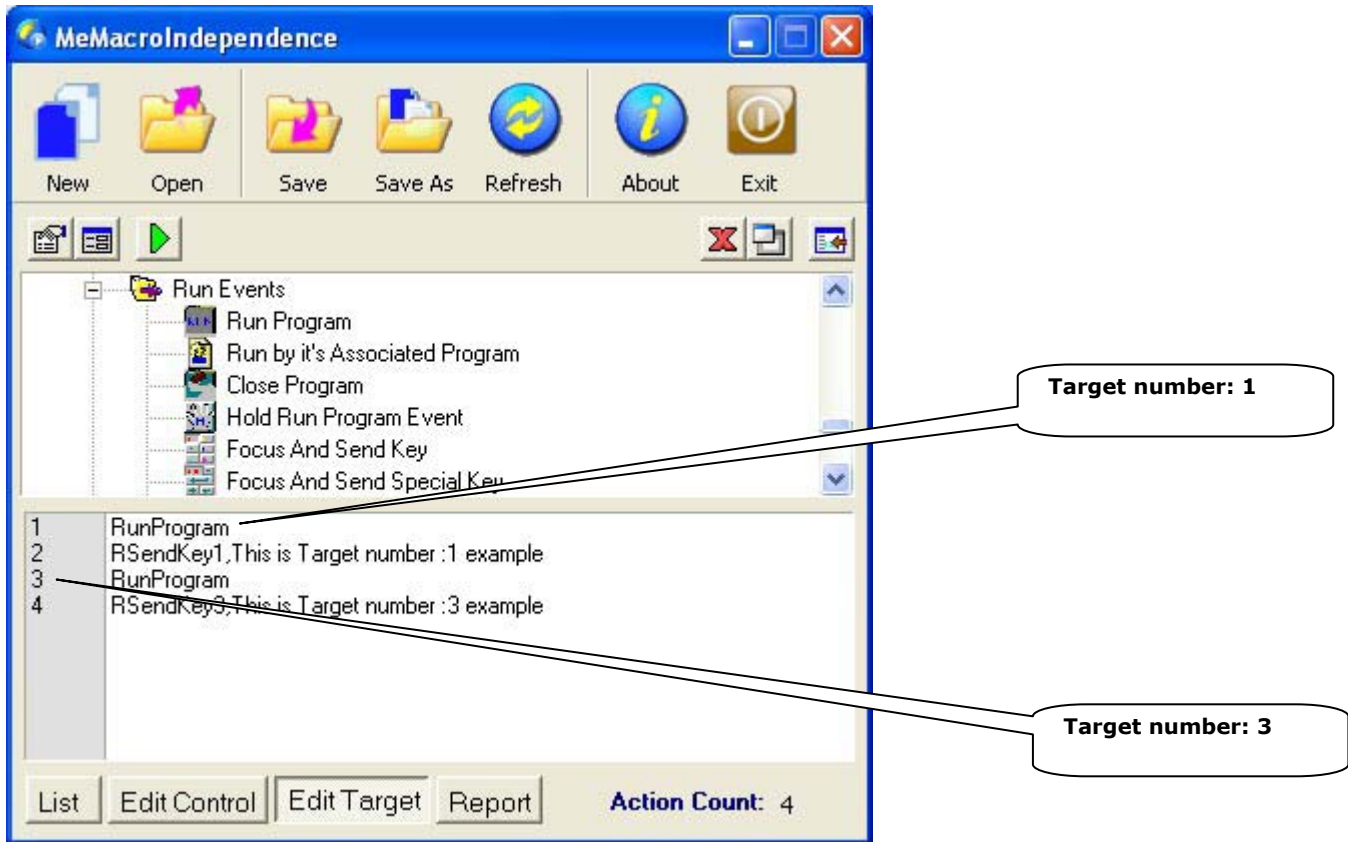 MeMacroIndependence
New Open Save Save As Refresh About Exit
Run Events
RUN
Run Program
Run by it's Associated Program
Close Program
Hold Run Program Event
Focus And Send Key
Focus And Send Special Key
Target number: 1
1 RunProgram
2 RSendKey1,This is Target number :1 example
3 RunProgram
4 RSendKey3,This is Target number :3 example
Target number: 3
List Edit Control Edit Target Report Action Count: 4